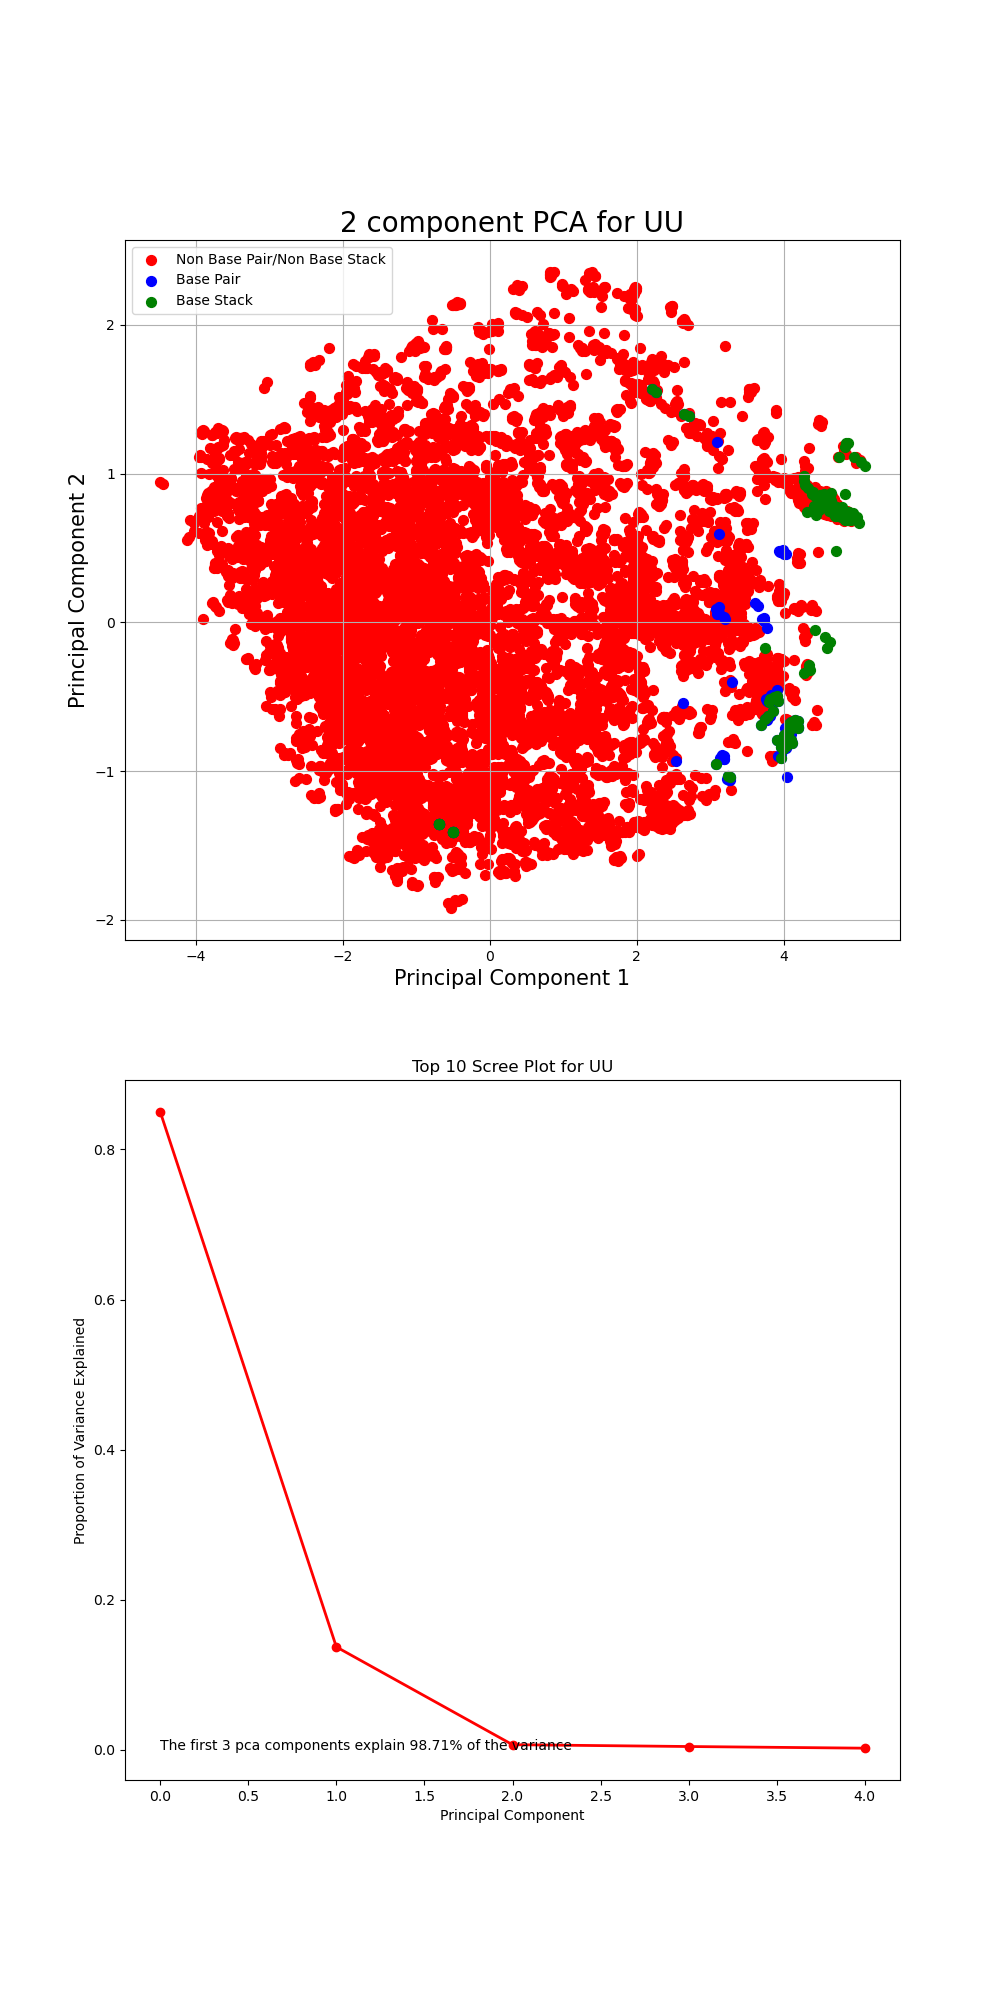 2 component PCA for UU
Non Base Pair/Non Base Stack
Base Pair
Base Stack
2
1
0
−1
−2
Principal Component 2
−4
−2
0
2
4
Principal Component 1
Top 10 Scree Plot for UU
0.8
0.6
0.4
0.2
0.0
Proportion of Variance Explained
The first 3 pca components explain 98.71% of the variance
0.0
0.5
1.0
1.5
2.0
2.5
3.0
3.5
4.0
Principal Component